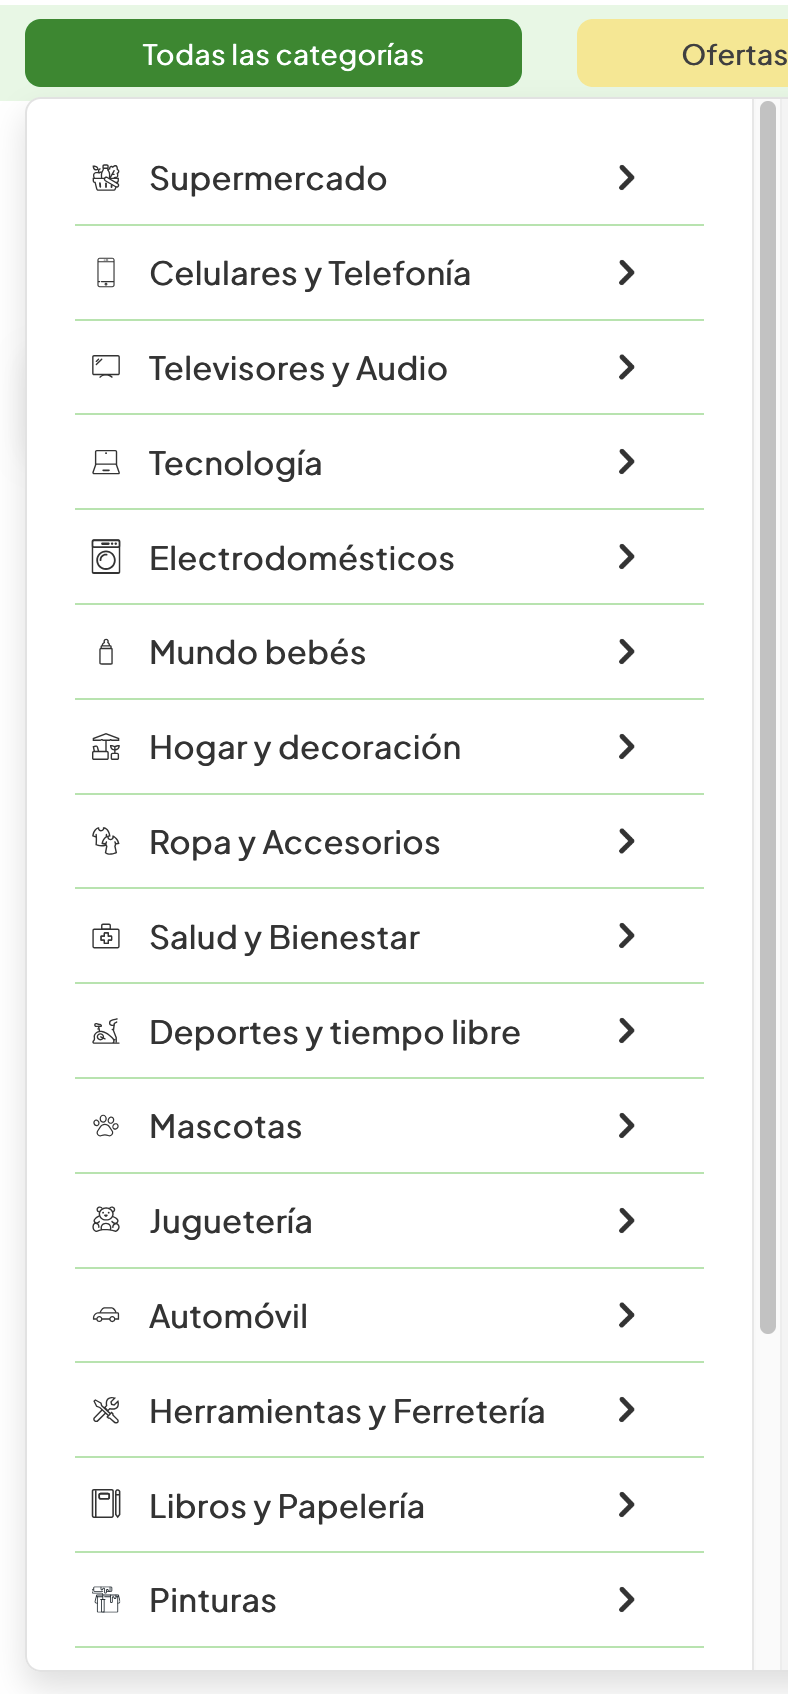 Todas las categorías
Ofertas
Supermercado
Celulares y Telefonía
Televisores y Audio
Tecnología
Electrodomésticos
Mundo bebés
Hogar y decoración
Ropa y Accesorios
Salud y Bienestar
Deportes y tiempo libre
Mascotas
Juguetería
Automóvil
Herramientas y Ferretería
Libros y Papelería
Pinturas